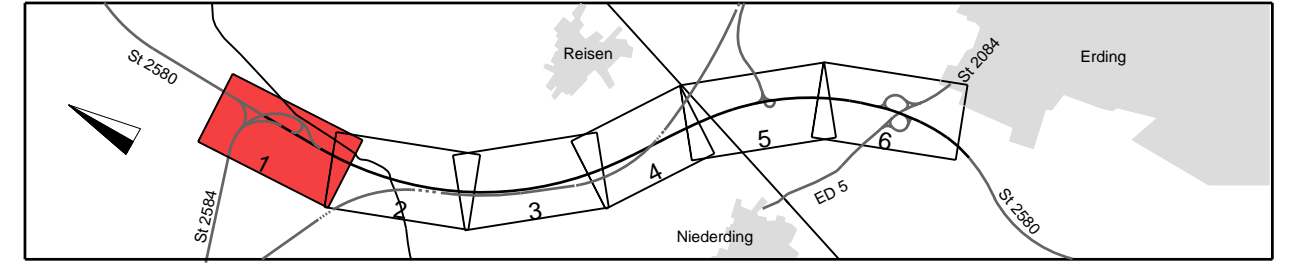 St 2580
Reisen
St 2084
Erding
1
5
6
4
2
3
St 2584
ED 5
St 2580
Niederding